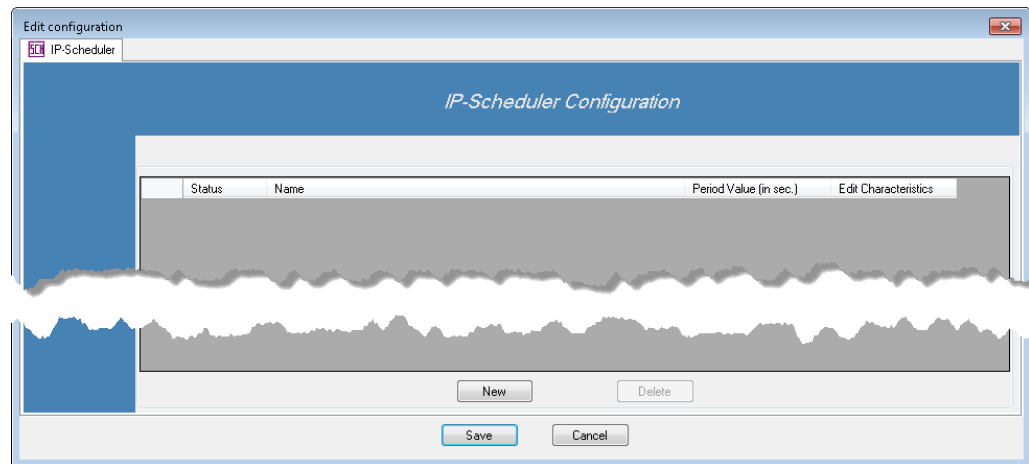 Edit configuration
IP-Scheduler
IP-Scheduler Configuration
Status Name Period Value (in sec.) Edit Characteristics
New Delete
Save Cancel